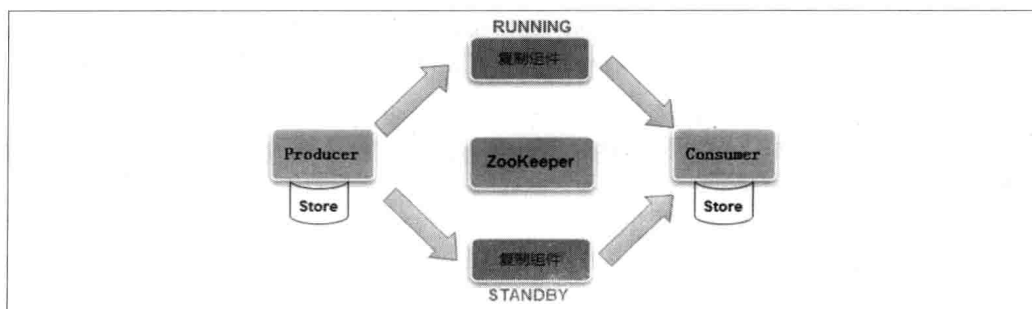 RUNNING
复制组件
Producer
ZooKeeper
Consumer
Store
Store
复制组件
STANDBY